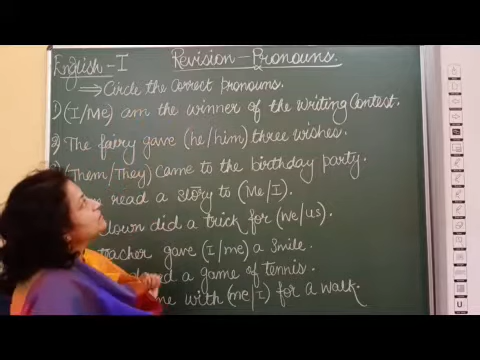 English-I Revision-Pronouns.
⇒ Circle the correct pronouns.
1) (I/Me) am the winner of the Writing Contest.
2) The fairy gave (he/him) three wishes.
(Them/They) Came to the birthday party.
read a story to (Me/I).
did a trick for (We/us).
teacher gave (I/me) a smile.
a game of tennis.
with (me/I) for a walk.